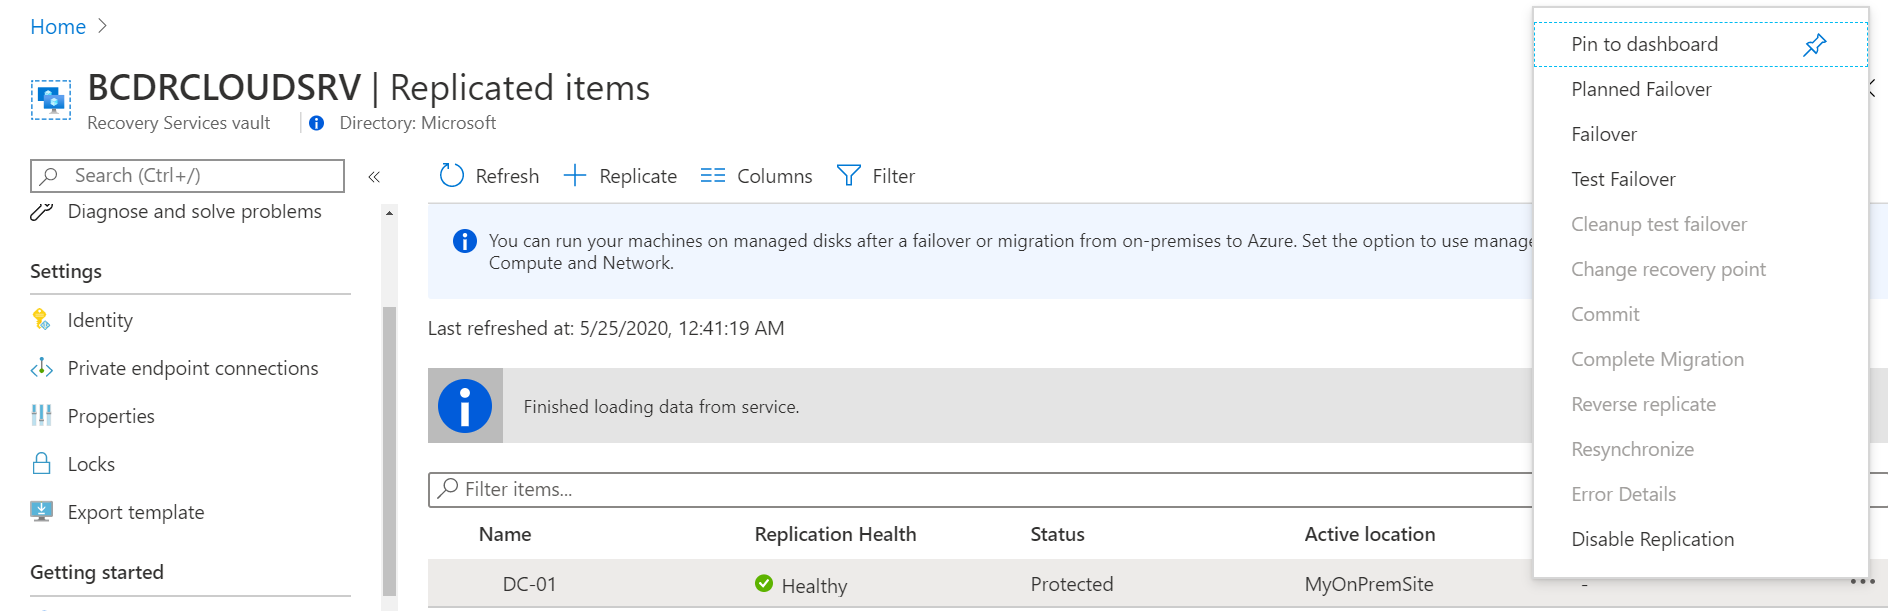 Home
BCDRCLOUDSRV | Replicated items
Recovery Services vault
Directory: Microsoft
Search (Ctrl+/)
«
Diagnose and solve problems
Settings
Identity
Private endpoint connections
Properties
Locks
Export template
Getting started
Refresh
Replicate
Columns
Filter
You can run your machines on managed disks after a failover or migration from on-premises to Azure. Set the option to use manage
Compute and Network.
Last refreshed at: 5/25/2020, 12:41:19 AM
Finished loading data from service.
Filter items...
Name Replication Health Status Active location
DC-01 Healthy Protected MyOnPremSite -
Pin to dashboard
Planned Failover
Failover
Test Failover
Cleanup test failover
Change recovery point
Commit
Complete Migration
Reverse replicate
Resynchronize
Error Details
Disable Replication